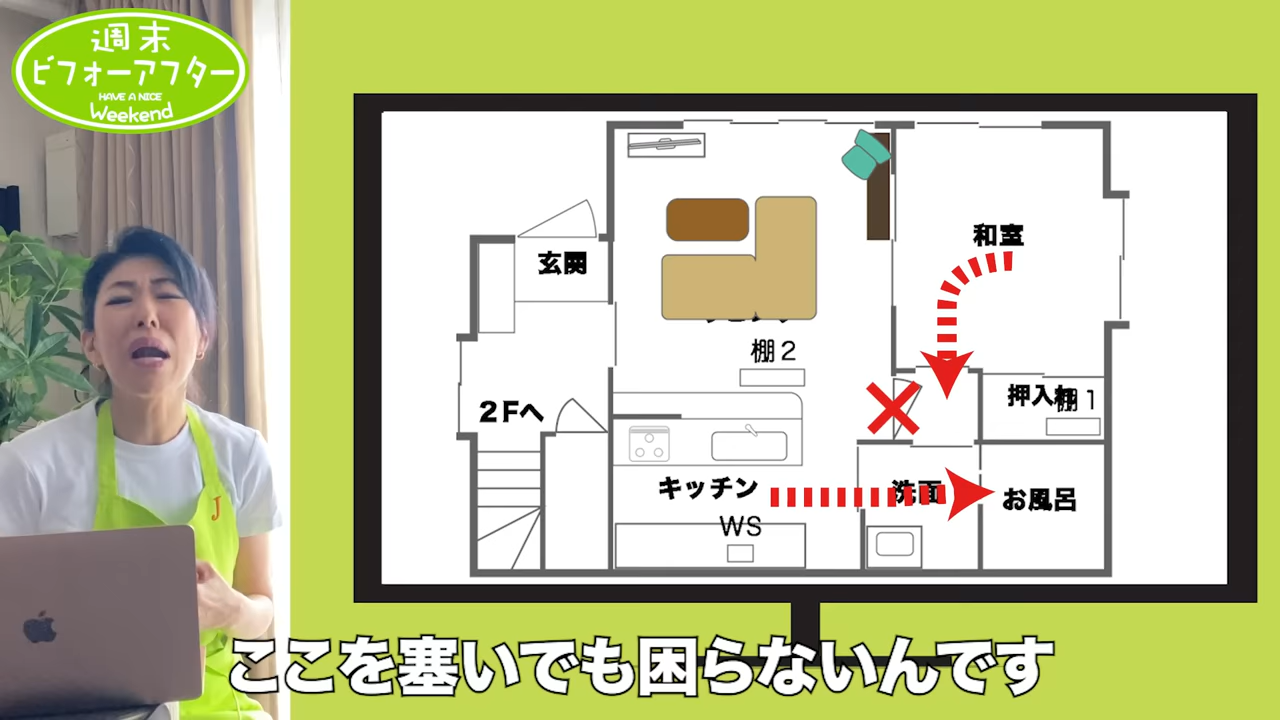 週末
ビフォーアフター
HAVE A NICE
Weekend
和室
玄関
棚2
押入れ
棚1
2Fへ
キッチン
洗面
お風呂
WS
J
ここを塞いでも困らないんです